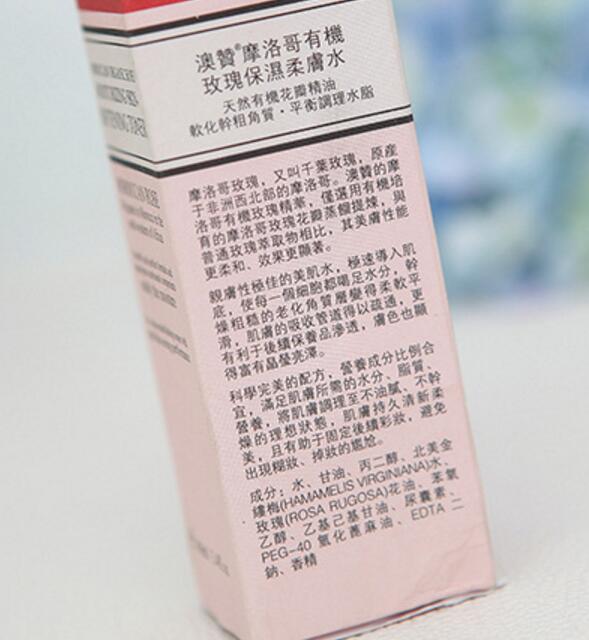 澳贊®摩洛哥有機
玫瑰保濕柔膚水
天然有機花瓣精油
軟化幹粗角質·平衡調理水脂
摩洛哥玫瑰,又叫千葉玫瑰,原産
于非洲西北部的摩洛哥。澳贊的摩
洛哥有機玫瑰精華,僅選用有機培
育的摩洛哥玫瑰花瓣蒸餾提煉,與
普通玫瑰萃取物相比,其美膚性能
更柔和、效果更顯著。
親膚性極佳的美肌水,極速導入肌
底,使每一個細胞都喝足水分,幹
燥粗糙的老化角質層變得柔軟平
滑,肌膚的吸收管道得以疏通,更
有利于後續保養品滲透,膚色也顯
得富有晶瑩亮澤。
科學完美的配方,營養成分比例合
宜,滿足肌膚所需的水分、脂質、
營養,將肌膚調理至不油膩、不幹
燥的理想狀態,肌膚持久清新柔
美,且有助于固定後續彩妝,避免
出現糊妝、掉妝的尷尬。
成分:水、甘油、丙二醇、北美金
縷梅(HAMAMELIS VIRGINIANA)水、
玫瑰(ROSA RUGOSA)花油、苯氧
乙醇、乙基己基甘油、尿囊素、
PEG-40 氫化蓖麻油、EDTA 二
鈉、香精